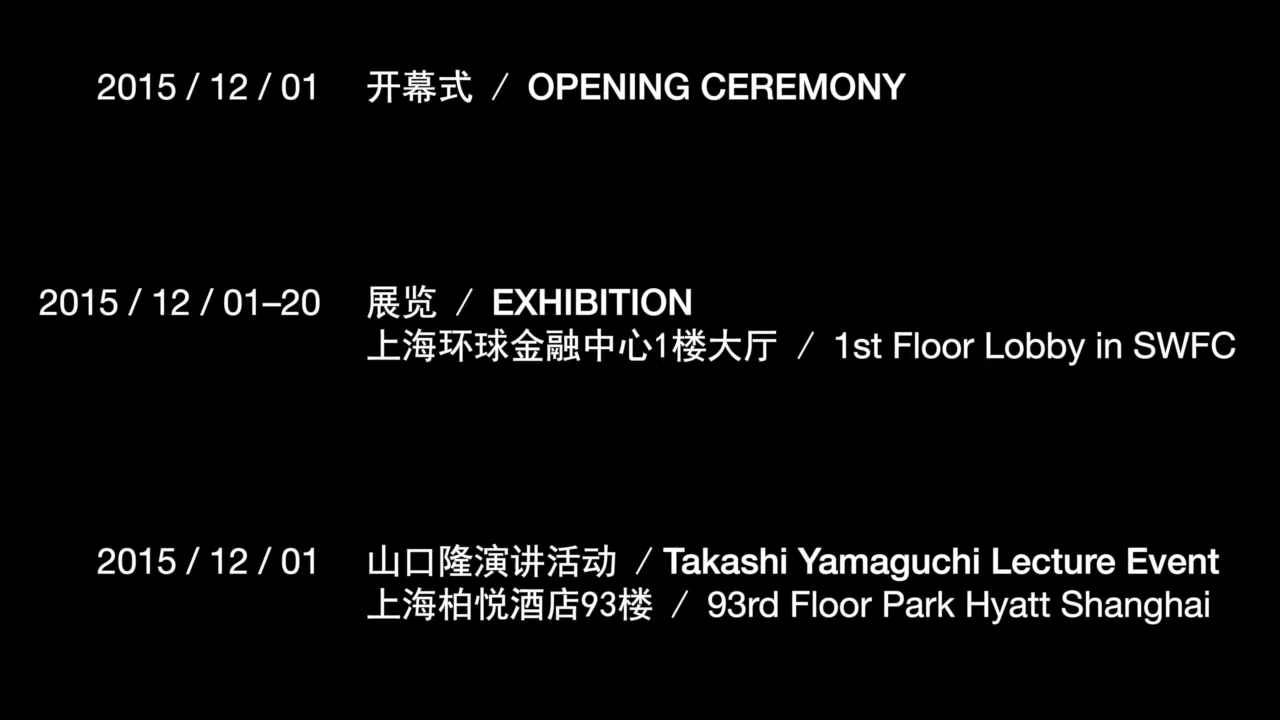 2015 / 12 / 01 开幕式 / OPENING CEREMONY
2015 / 12 / 01–20 展览 / EXHIBITION
上海环球金融中心1楼大厅 / 1st Floor Lobby in SWFC
2015 / 12 / 01 山口隆演讲活动 / Takashi Yamaguchi Lecture Event
上海柏悦酒店93楼 / 93rd Floor Park Hyatt Shanghai